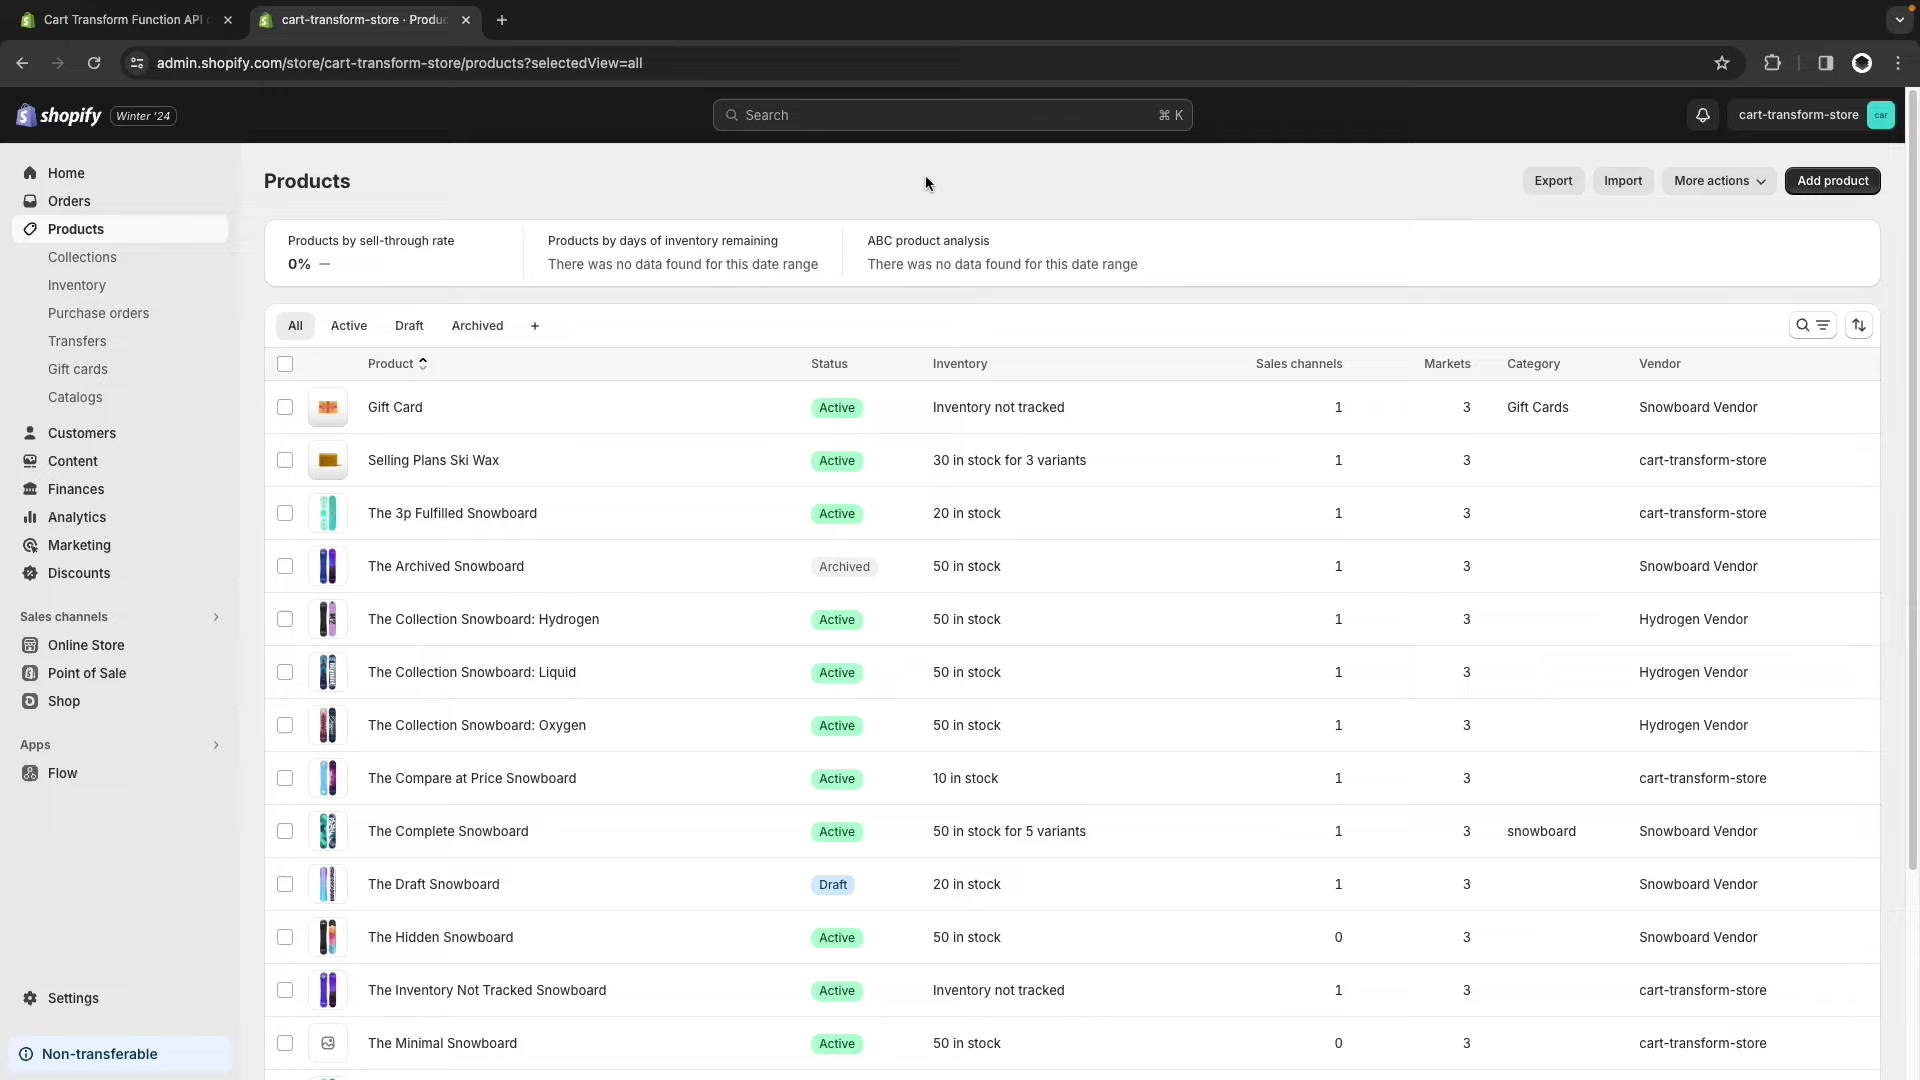 Cart Transform Function API
cart-transform-store · Produc
admin.shopify.com/store/cart-transform-store/products?selectedView=all
shopify Winter '24
Search ⌘ K
cart-transform-store car
Home
Orders
Products
Collections
Inventory
Purchase orders
Transfers
Gift cards
Catalogs
Customers
Content
Finances
Analytics
Marketing
Discounts
Sales channels
Online Store
Point of Sale
Shop
Apps
Flow
Settings
Non-transferable
Products
Export Import More actions Add product
Products by sell-through rate
0% —
Products by days of inventory remaining
There was no data found for this date range
ABC product analysis
There was no data found for this date range
All Active Draft Archived +
Product Status Inventory Sales channels Markets Category Vendor
Gift Card Active Inventory not tracked 1 3 Gift Cards Snowboard Vendor
Selling Plans Ski Wax Active 30 in stock for 3 variants 1 3 cart-transform-store
The 3p Fulfilled Snowboard Active 20 in stock 1 3 cart-transform-store
The Archived Snowboard Archived 50 in stock 1 3 Snowboard Vendor
The Collection Snowboard: Hydrogen Active 50 in stock 1 3 Hydrogen Vendor
The Collection Snowboard: Liquid Active 50 in stock 1 3 Hydrogen Vendor
The Collection Snowboard: Oxygen Active 50 in stock 1 3 Hydrogen Vendor
The Compare at Price Snowboard Active 10 in stock 1 3 cart-transform-store
The Complete Snowboard Active 50 in stock for 5 variants 1 3 snowboard Snowboard Vendor
The Draft Snowboard Draft 20 in stock 1 3 Snowboard Vendor
The Hidden Snowboard Active 50 in stock 0 3 Snowboard Vendor
The Inventory Not Tracked Snowboard Active Inventory not tracked 1 3 cart-transform-store
The Minimal Snowboard Active 50 in stock 0 3 cart-transform-store